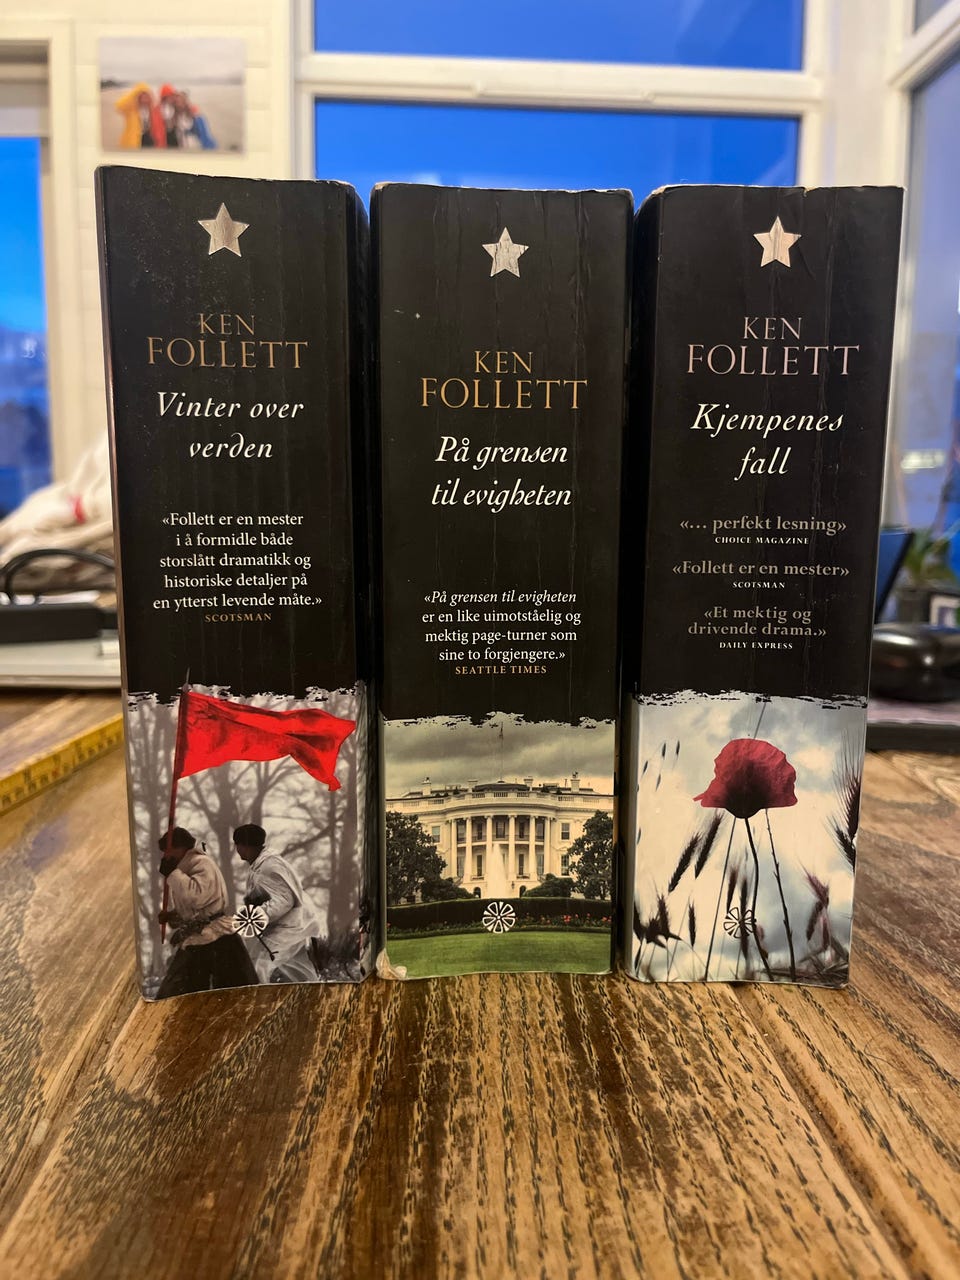 KEN
FOLLETT
Vinter over
verden
«Follett er en mester
i å formidle både
storslått dramatikk og
historiske detaljer på
en ytterst levende måte.»
SCOTSMAN
KEN
FOLLETT
På grensen
til evigheten
«På grensen til evigheten
er en like uimotståelig og
mektig page-turner som
sine to forgjengere.»
SEATTLE TIMES
KEN
FOLLETT
Kjempenes
fall
«... perfekt lesning»
CHOICE MAGAZINE
«Follett er en mester»
SCOTSMAN
«Et mektig og
drivende drama.»
DAILY EXPRESS